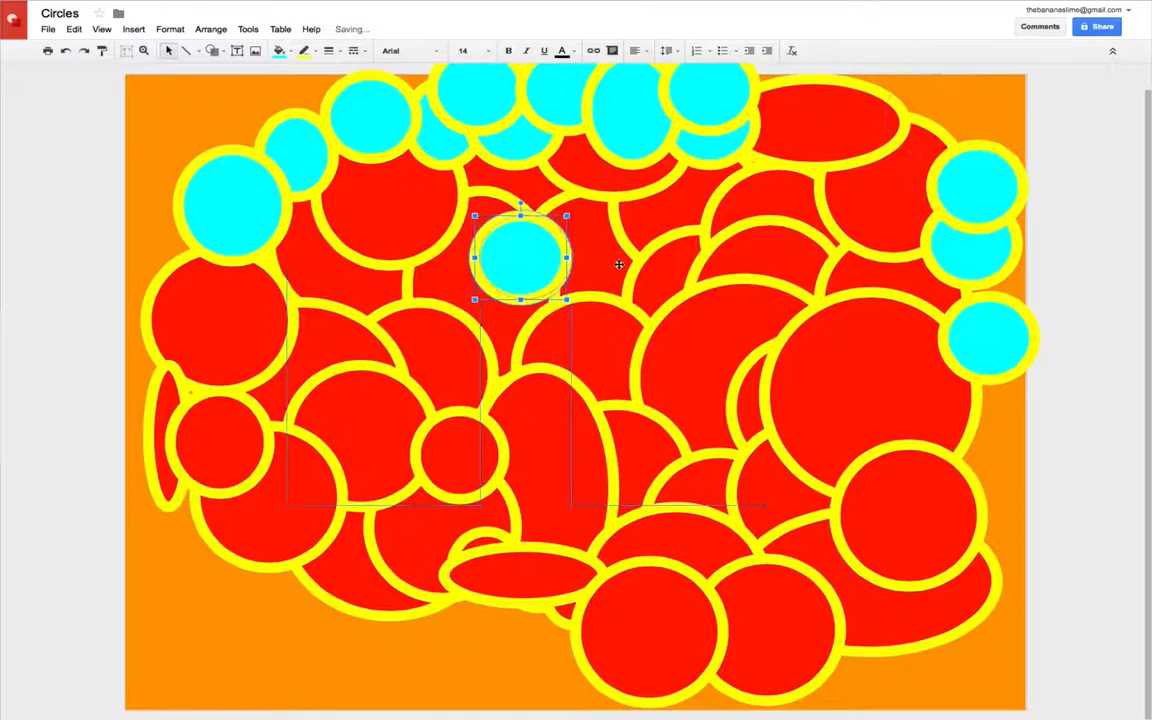 Circles
thebananaslime@gmail.com
File Edit View Insert Format Arrange Tools Table Help Saving...
Comments
Share
Arial
14
B I U A